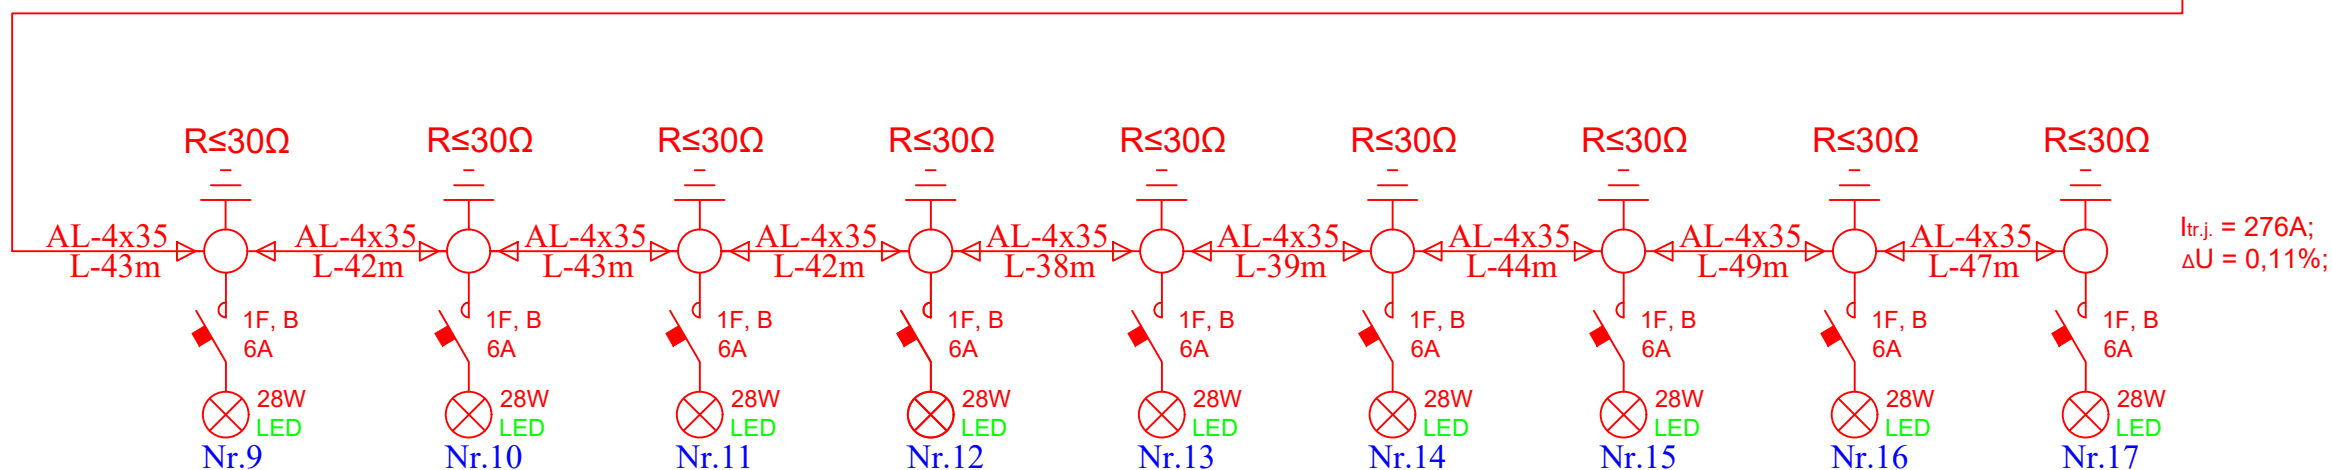 R≤30Ω R≤30Ω R≤30Ω R≤30Ω R≤30Ω R≤30Ω R≤30Ω R≤30Ω R≤30Ω
AL-4x35 AL-4x35 AL-4x35 AL-4x35 AL-4x35 AL-4x35 AL-4x35 AL-4x35 AL-4x35 Itr.j. = 276A;
L-43m L-42m L-43m L-42m L-38m L-39m L-44m L-49m L-47m ΔU = 0,11%;
1F, B 1F, B 1F, B 1F, B 1F, B 1F, B 1F, B 1F, B 1F, B
6A 6A 6A 6A 6A 6A 6A 6A 6A
28W 28W 28W 28W 28W 28W 28W 28W 28W
LED LED LED LED LED LED LED LED LED
Nr.9 Nr.10 Nr.11 Nr.12 Nr.13 Nr.14 Nr.15 Nr.16 Nr.17